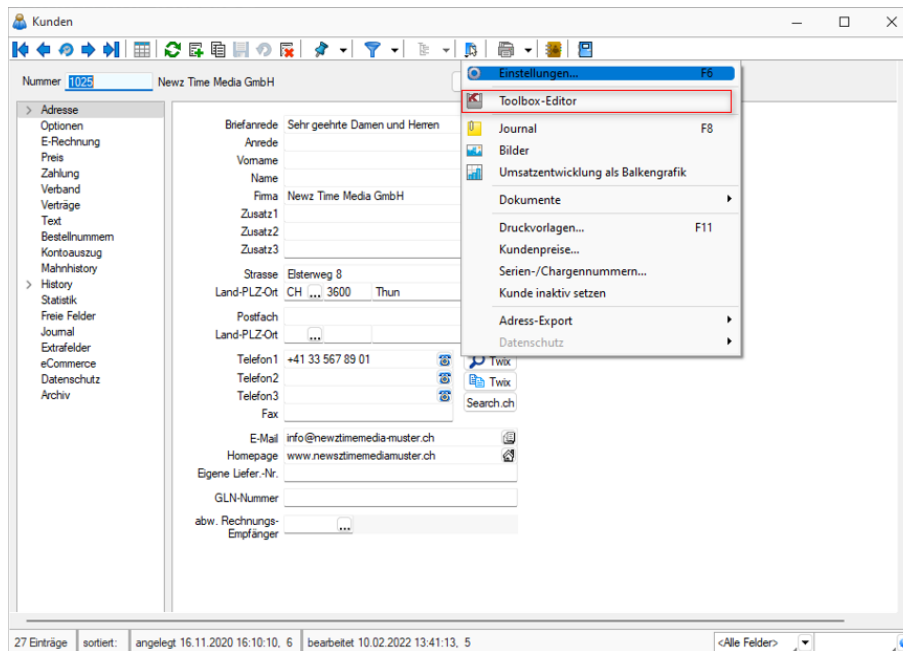 Kunden
Nummer 1025 Newz Time Media GmbH
Einstellungen... F6
Toolbox-Editor
Journal F8
Bilder
Umsatzentwicklung als Balkengrafik
Dokumente
Druckvorlagen... F11
Kundenpreise...
Serien-/Chargennummern...
Kunde inaktiv setzen
Adress-Export
Datenschutz
Adresse
Optionen
E-Rechnung
Preis
Zahlung
Verband
Verträge
Text
Bestellnummern
Kontoauszug
Mahnhistory
History
Statistik
Freie Felder
Journal
Extrafelder
eCommerce
Datenschutz
Archiv
Briefanrede Sehr geehrte Damen und Herren
Anrede
Vorname
Name
Firma Newz Time Media GmbH
Zusatz1
Zusatz2
Zusatz3
Strasse Elsterweg 8
Land-PLZ-Ort CH ... 3600 Thun
Postfach
Land-PLZ-Ort ...
Telefon1 +41 33 567 89 01 Twix
Telefon2 Twix
Telefon3 Search.ch
Fax
E-Mail info@newztimemedia-muster.ch
Homepage www.newsztimemediamuster.ch
Eigene Liefer.-Nr.
GLN-Nummer
abw. Rechnungs-
Empfänger ...
27 Einträge sortiert: angelegt 16.11.2020 16:10:10, 6 bearbeitet 10.02.2022 13:41:13, 5 <Alle Felder>